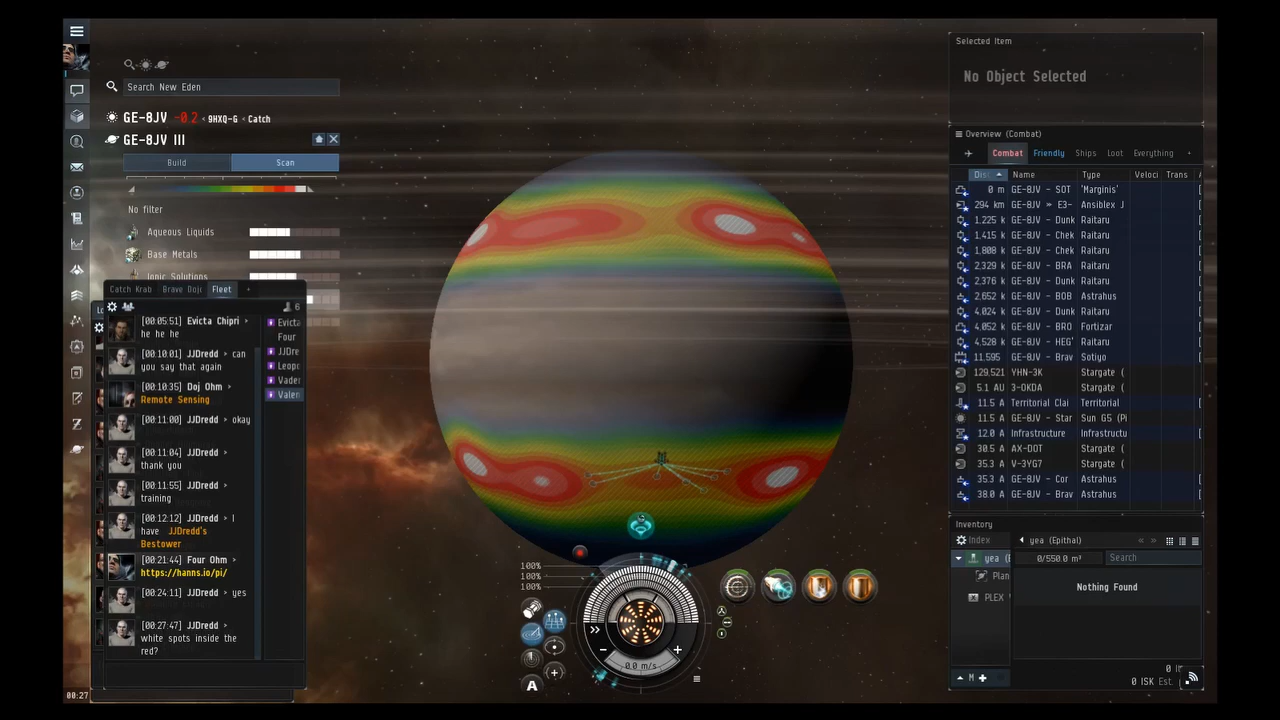 Search New Eden
GE-8JV -0.2 ‹ 9HXQ-G ‹ Catch
GE-8JV III
Build Scan
No filter
Aqueous Liquids
Base Metals
Ionic Solutions
Catch Krab Brave Doj Fleet +
6
[00:05:51] Evicta Chipri >
he he he
[00:10:01] JJDredd > can
you say that again
[00:10:35] Doj Ohm >
Remote Sensing
[00:11:00] JJDredd > okay
[00:11:04] JJDredd >
thank you
[00:11:55] JJDredd >
training
[00:12:12] JJDredd > I
have JJDredd's
Bestower
[00:21:44] Four Ohm >
https://hanns.io/pi/
[00:24:11] JJDredd > yes
[00:27:47] JJDredd >
white spots inside the
red?
Evicta
Four
JJDre
Leopo
Vader
Valer
00:27
100%
100%
100%
0.0 m/s
A
Selected Item
No Object Selected
Overview (Combat)
Combat Friendly Ships Loot Everything +
Dist Name Type Veloci Trans
0 m GE-8JV - SOT 'Marginis'
294 km GE-8JV » E3- Ansiblex J
1,225 k GE-8JV - Dunk Raitaru
1,415 k GE-8JV - Chek Raitaru
1,808 k GE-8JV - Chek Raitaru
2,329 k GE-8JV - BRA Raitaru
2,376 k GE-8JV - Dunk Raitaru
2,652 k GE-8JV - BOB Astrahus
4,024 k GE-8JV - Dunk Raitaru
4,052 k GE-8JV - BRO Fortizar
4,528 k GE-8JV - HEG' Raitaru
11,595 GE-8JV - Brav Sotiyo
129,521 YHN-3K Stargate (
5.1 AU 3-OKDA Stargate (
11.5 A Territorial Clai Territorial
11.5 A GE-8JV - Star Sun G5 (Pi
12.0 A Infrastructure Infrastructu
30.5 A AX-DOT Stargate (
35.3 A V-3YG7 Stargate (
35.3 A GE-8JV - Cor Astrahus
38.0 A GE-8JV - Brav Astrahus
Inventory
Index yea (Epithal)
yea (E 0/550.0 m³ Search
Plan
PLEX
Nothing Found
M
0 ISK Est.